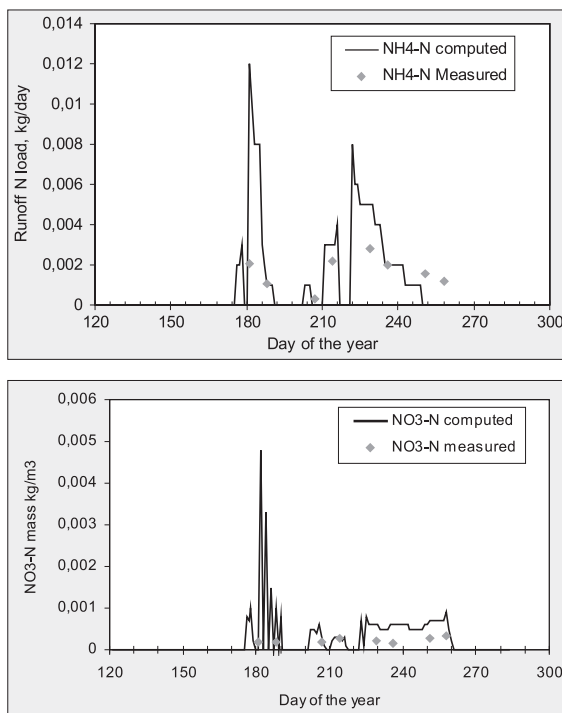 0,014
0,012
0,01
0,008
0,006
0,004
0,002
0
Runoff N load, kg/day
NH4-N computed
NH4-N Measured
120 150 180 210 240 270 300
Day of the year
0,006
0,005
0,004
0,003
0,002
0,001
0
NO3-N mass kg/m3
NO3-N computed
NO3-N measured
120 150 180 210 240 270 300
Day of the year